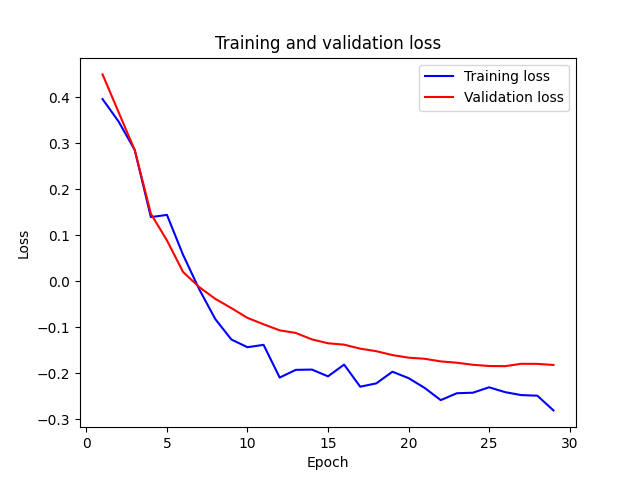 Training and validation loss
Training loss
Validation loss
Loss
0.4
0.3
0.2
0.1
0.0
−0.1
−0.2
−0.3
0 5 10 15 20 25 30
Epoch